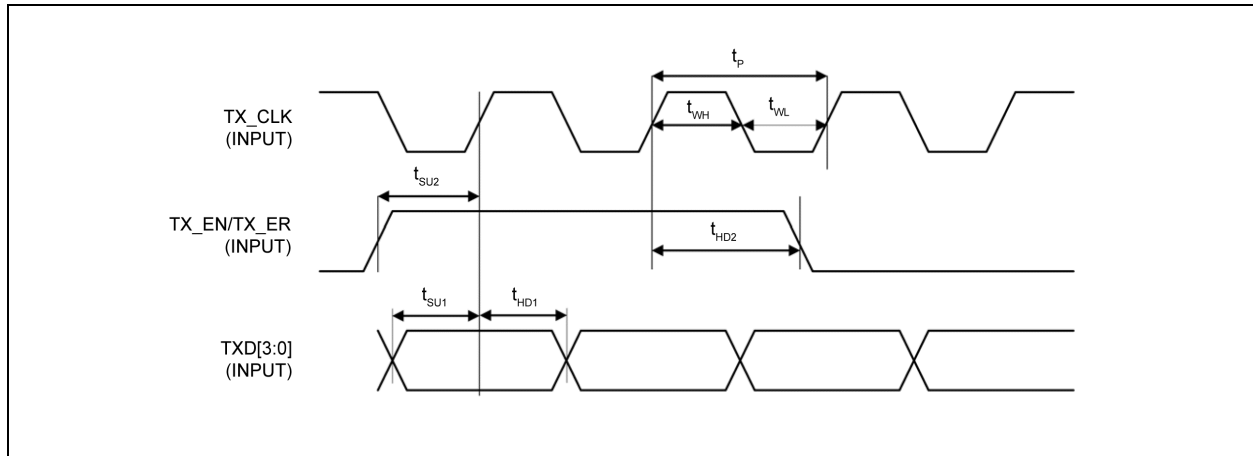 t_P
TX_CLK
(INPUT)
t_WH
t_WL
t_SU2
TX_EN/TX_ER
(INPUT)
t_HD2
t_SU1
t_HD1
TXD[3:0]
(INPUT)